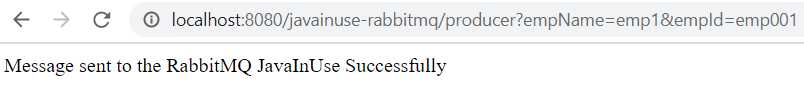 localhost:8080/javainuse-rabbitmq/producer?empName=emp1&empId=emp001
Message sent to the RabbitMQ JavaInUse Successfully